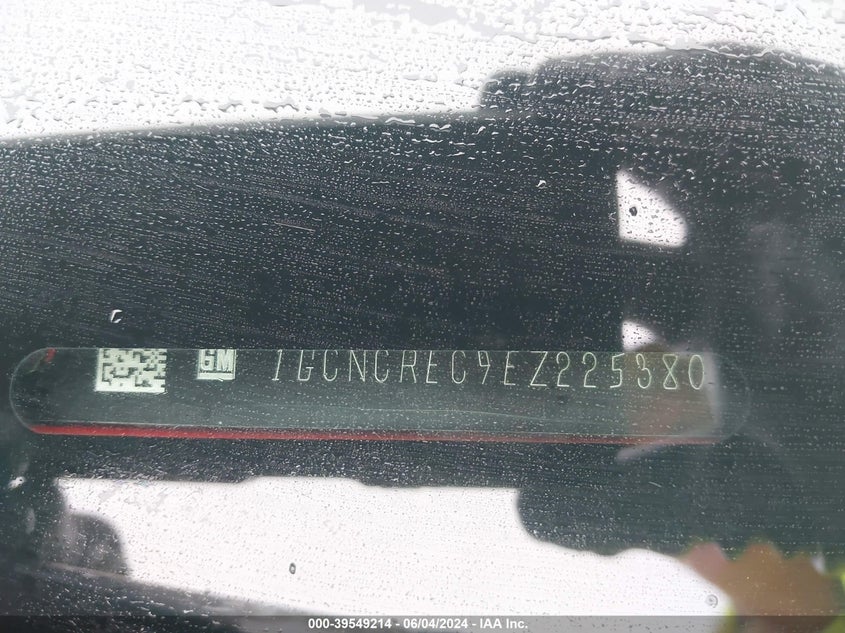 GM 1GCNCREC9EZ225380
000-39549214 - 06/04/2024 - IAA Inc.